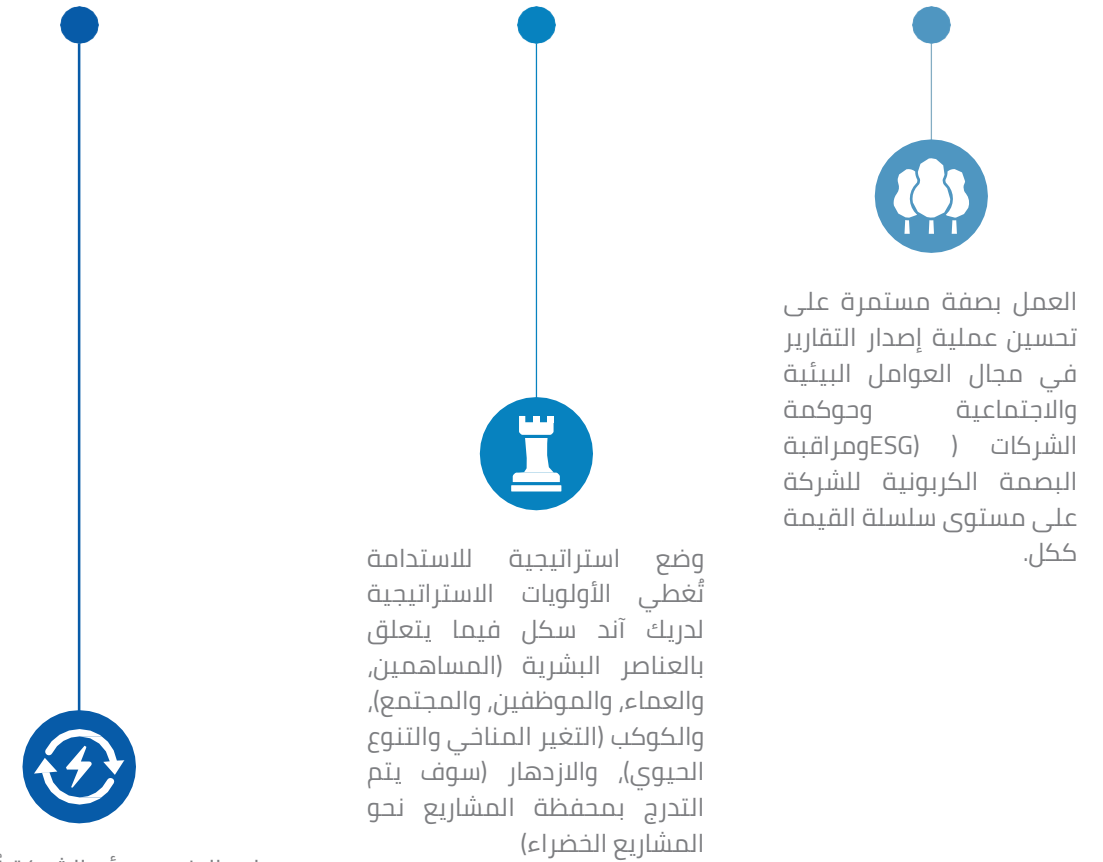 العمل بصفة مستمرة على
تحسين عملية إصدار التقارير
في مجال العوامل البيئية
والاجتماعية وحوكمة
الشركات ( (ESGومراقبة
البصمة الكربونية للشركة
على مستوى سلسلة القيمة
ككل.
وضع استراتيجية للاستدامة
تُغطي الأولويات الاستراتيجية
لدريك آند سكل فيما يتعلق
بالعناصر البشرية (المساهمين،
والعماء، والموظفين، والمجتمع)،
والكوكب (التغير المناخي والتنوع
الحيوي)، والازدهار (سوف يتم
التدرج بمحفظة المشاريع نحو
المشاريع الخضراء)